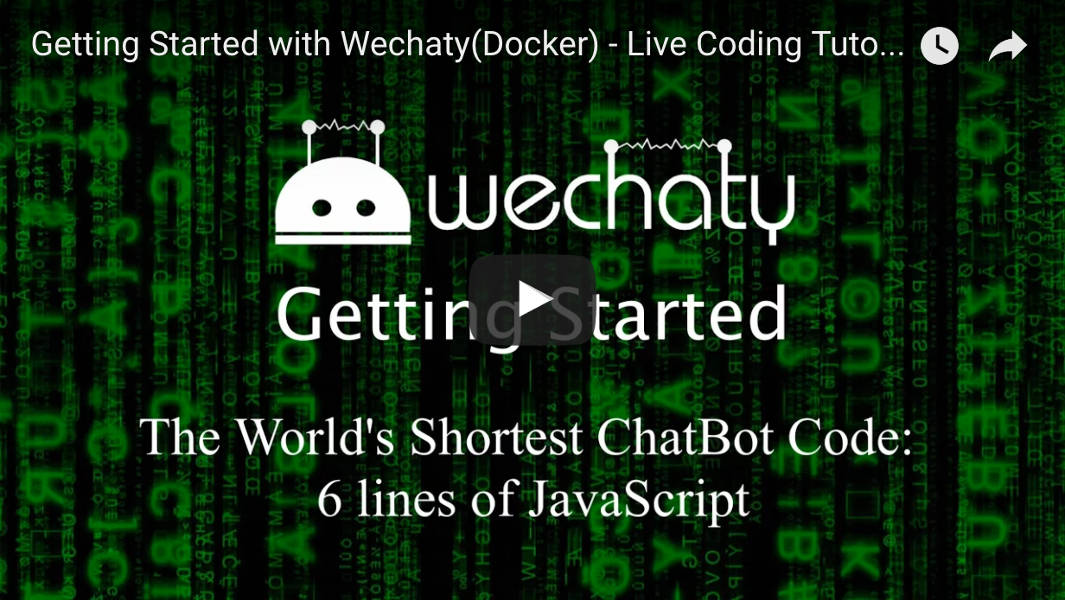 Getting Started with Wechaty(Docker) - Live Coding Tuto...
wechaty
Getting Started
The World's Shortest ChatBot Code:
6 lines of JavaScript